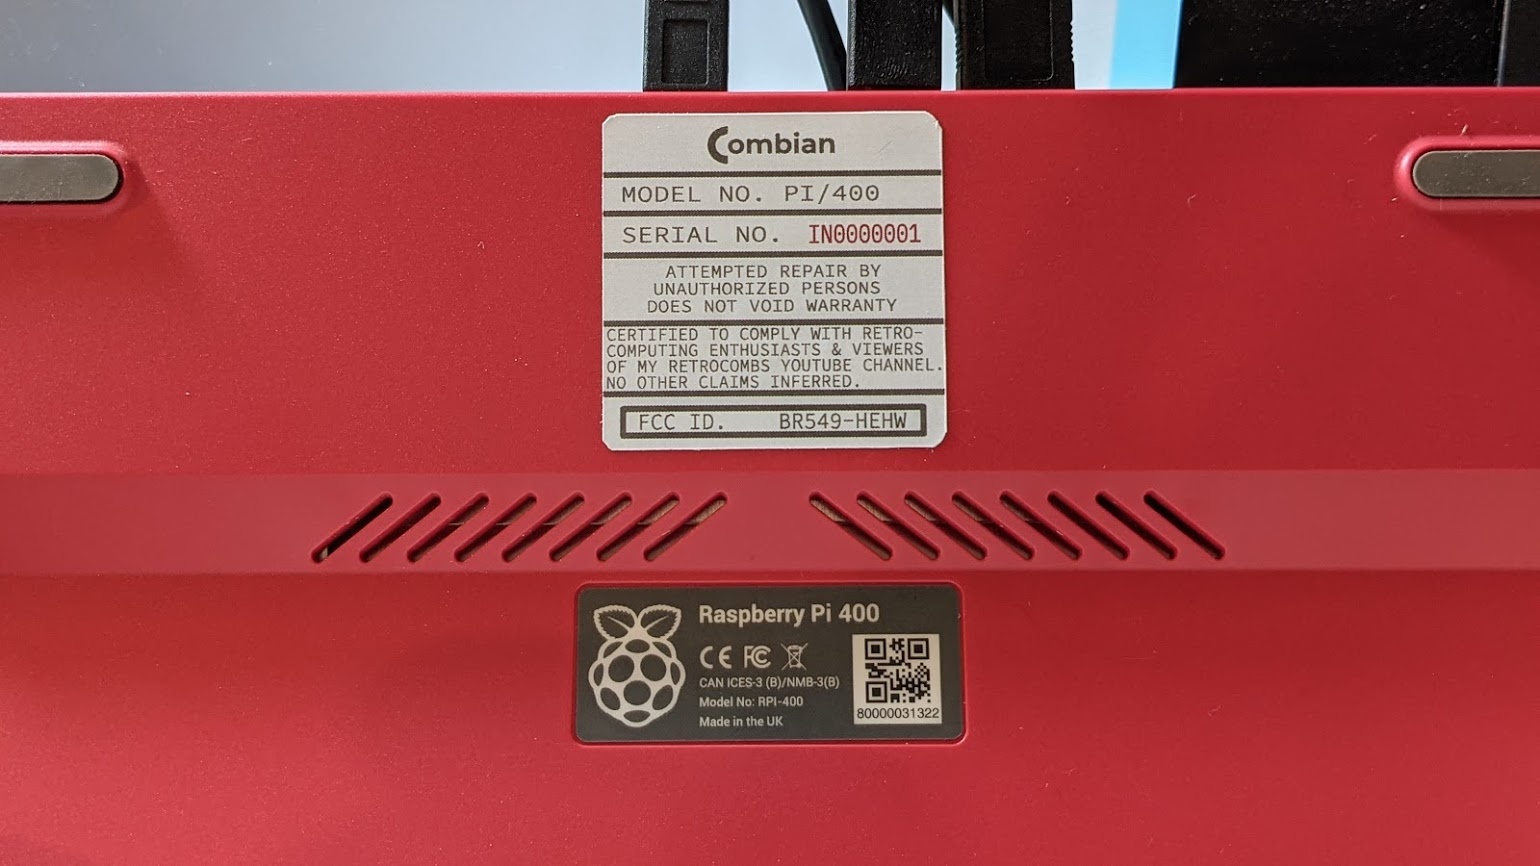 Combian
MODEL NO. PI/400
SERIAL NO. IN0000001
ATTEMPTED REPAIR BY
UNAUTHORIZED PERSONS
DOES NOT VOID WARRANTY
CERTIFIED TO COMPLY WITH RETRO-
COMPUTING ENTHUSIASTS & VIEWERS
OF MY RETROCOMBS YOUTUBE CHANNEL.
NO OTHER CLAIMS INFERRED.
FCC ID. BR549-HEHW
Raspberry Pi 400
CE FC
CAN ICES-3 (B)/NMB-3(B)
Model No: RPI-400
Made in the UK
80000031322